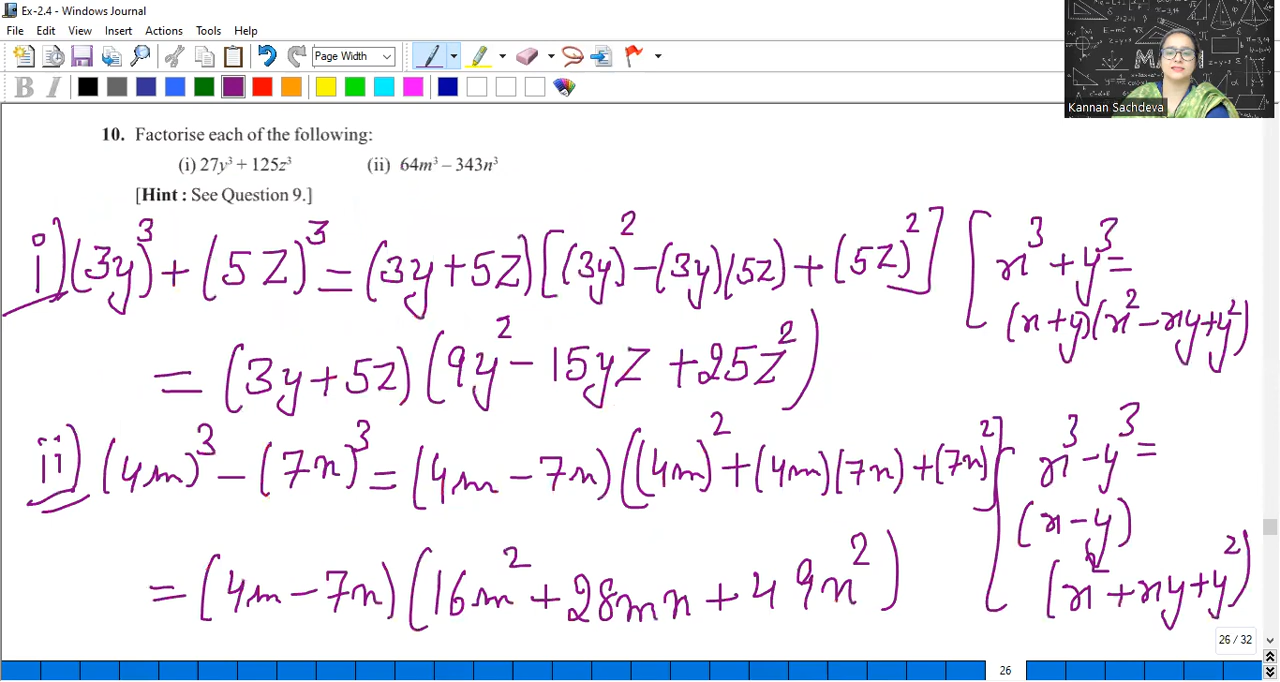 Ex-2.4 - Windows Journal
File Edit View Insert Actions Tools Help
Page Width
B I
Kannan Sachdeva
10. Factorise each of the following:
(i) 27y³ + 125z³ (ii) 64m³ – 343n³
[Hint : See Question 9.]
i) (3y)³ + (5z)³ = (3y+5z) [(3y)² – (3y)(5z) + (5z)²] [x³ + y³ =
(x+y)(x² – xy + y²)
= (3y+5z) (9y² – 15yz + 25z²)
ii) (4m)³ – (7n)³ = (4m – 7n) ((4m)² + (4m)(7n) + (7n)²] [x³ – y³ =
(x – y)
= (4m – 7n) (16m² + 28mn + 49n²) (x² + xy + y²)
26 / 32
26